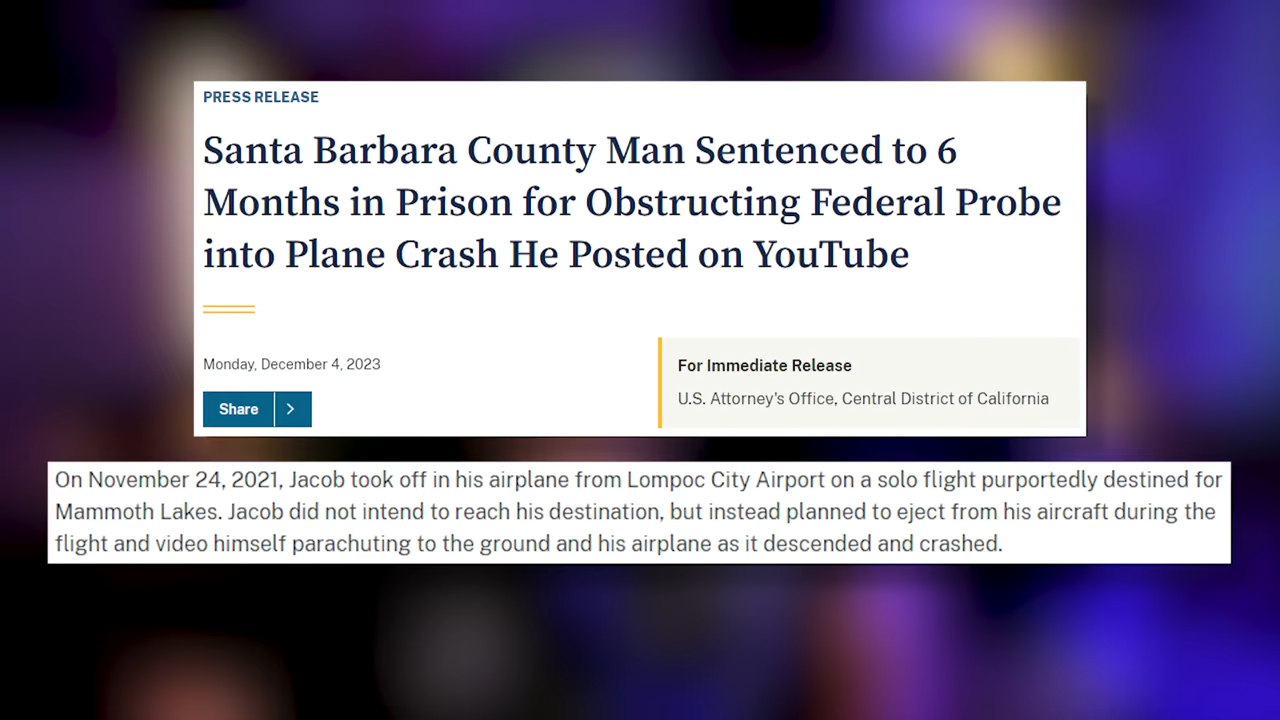 PRESS RELEASE
Santa Barbara County Man Sentenced to 6
Months in Prison for Obstructing Federal Probe
into Plane Crash He Posted on YouTube
Monday, December 4, 2023
Share
For Immediate Release
U.S. Attorney's Office, Central District of California
On November 24, 2021, Jacob took off in his airplane from Lompoc City Airport on a solo flight purportedly destined for
Mammoth Lakes. Jacob did not intend to reach his destination, but instead planned to eject from his aircraft during the
flight and video himself parachuting to the ground and his airplane as it descended and crashed.